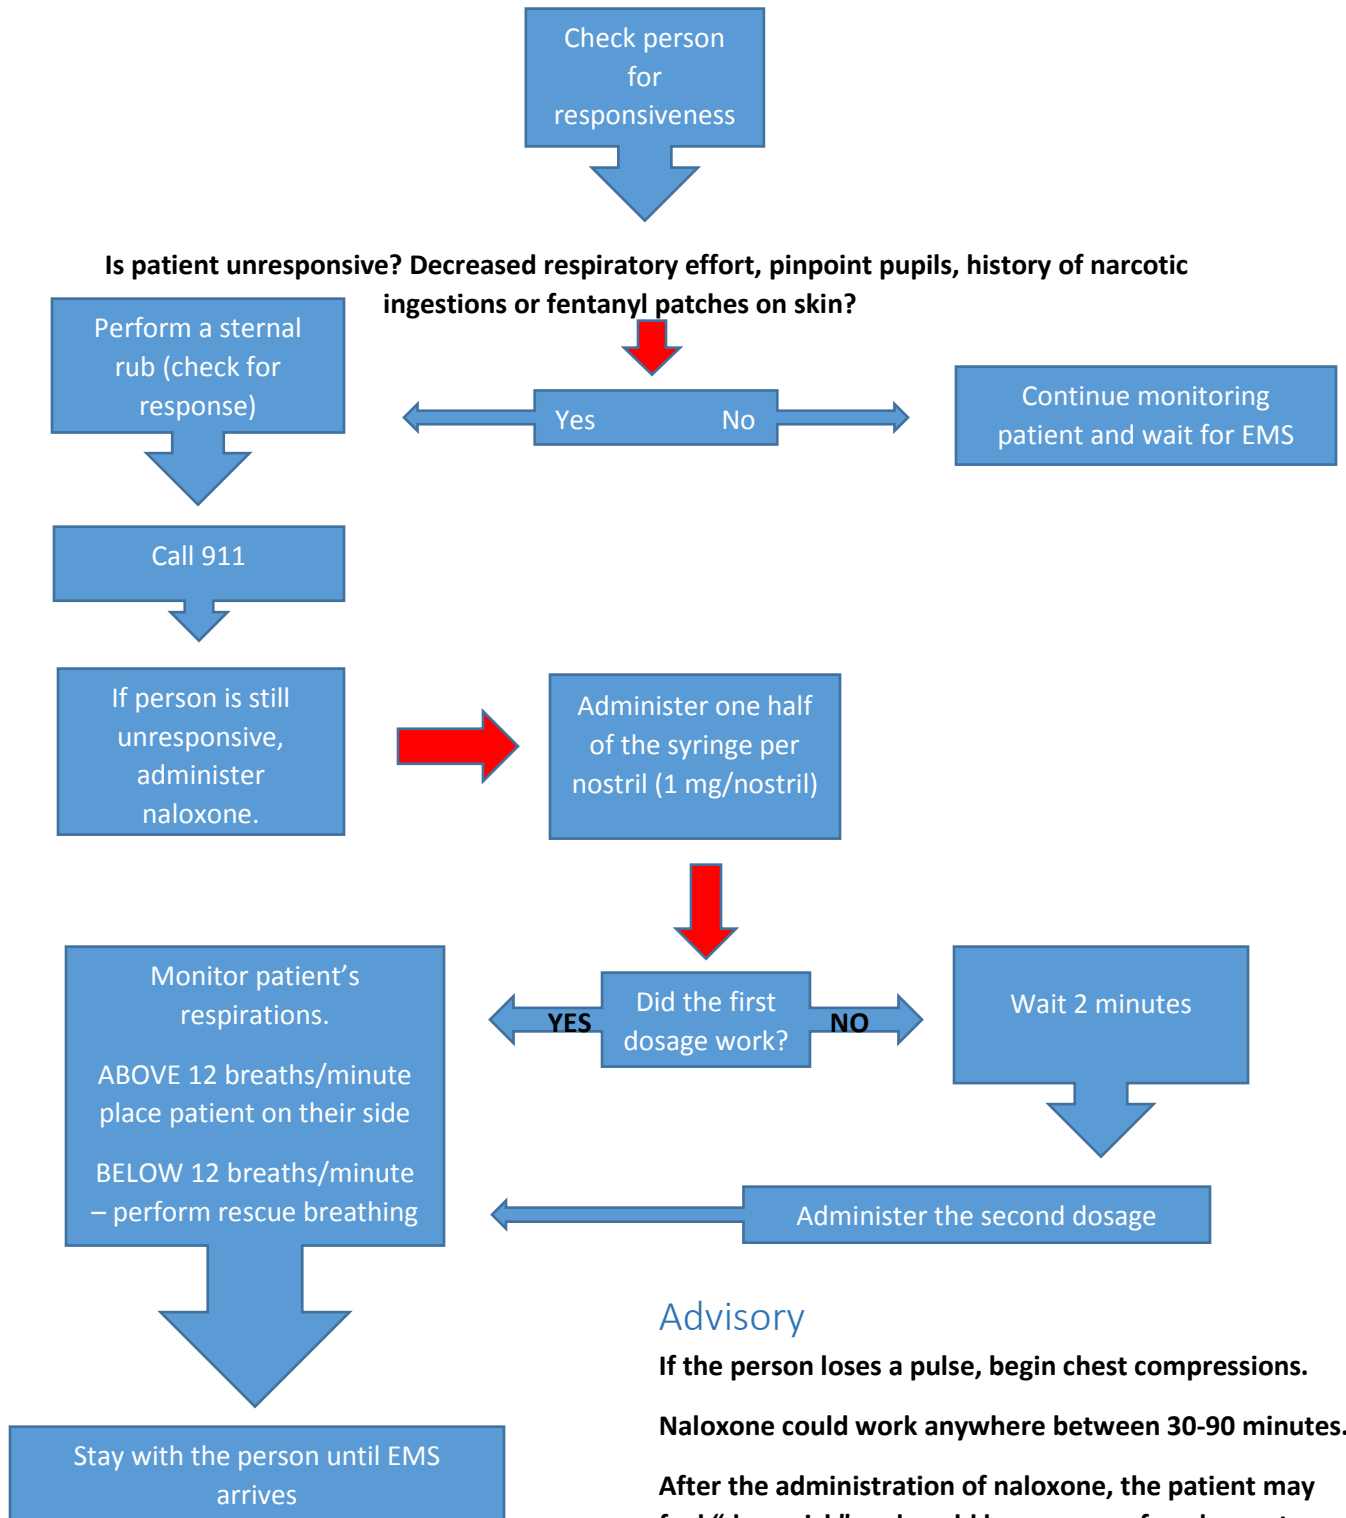 Check person
for
responsiveness
Is patient unresponsive? Decreased respiratory effort, pinpoint pupils, history of narcotic
ingestions or fentanyl patches on skin?
Perform a sternal
rub (check for
response)
Yes No
Continue monitoring
patient and wait for EMS
Call 911
If person is still
unresponsive,
administer
naloxone.
Administer one half
of the syringe per
nostril (1 mg/nostril)
Did the first
dosage work?
YES
NO
Wait 2 minutes
Administer the second dosage
Monitor patient’s
respirations.
ABOVE 12 breaths/minute
place patient on their side
BELOW 12 breaths/minute
– perform rescue breathing
Stay with the person until EMS
arrives
Advisory
If the person loses a pulse, begin chest compressions.
Naloxone could work anywhere between 30-90 minutes.
After the administration of naloxone, the patient may